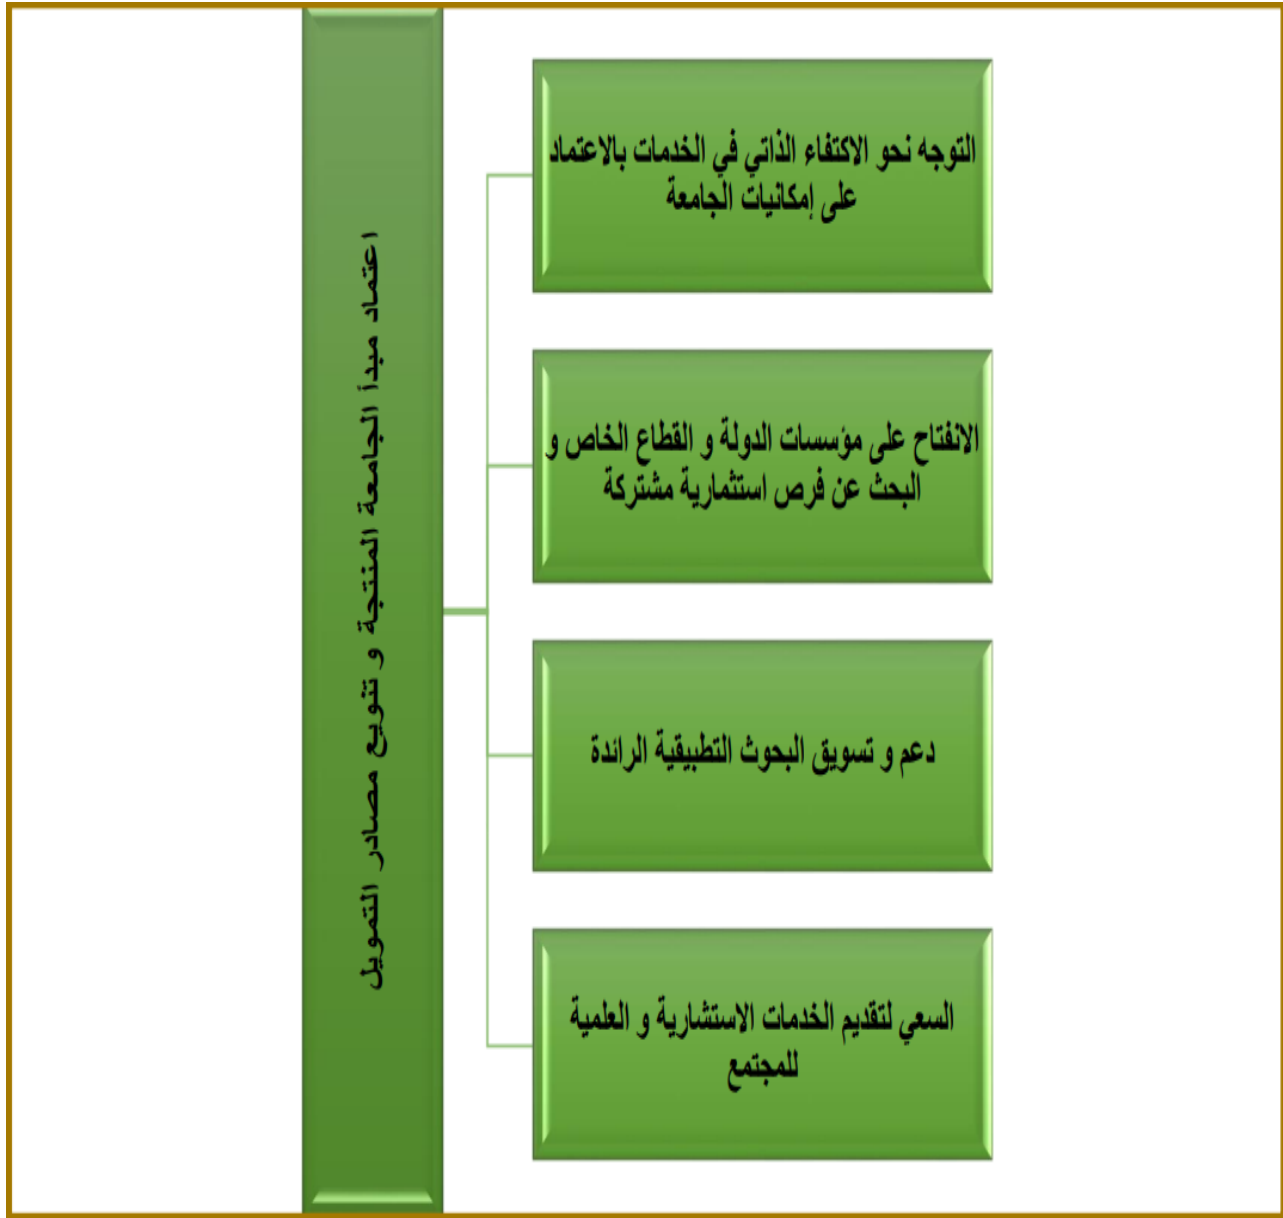 اعتماد مبدأ الجامعة المنتجة و تنويع مصادر التمويل
التوجه نحو الاكتفاء الذاتي في الخدمات بالاعتماد
على إمكانيات الجامعة
الانفتاح على مؤسسات الدولة و القطاع الخاص و
البحث عن فرص استثمارية مشتركة
دعم و تسويق البحوث التطبيقية الرائدة
السعي لتقديم الخدمات الاستشارية و العلمية
للمجتمع